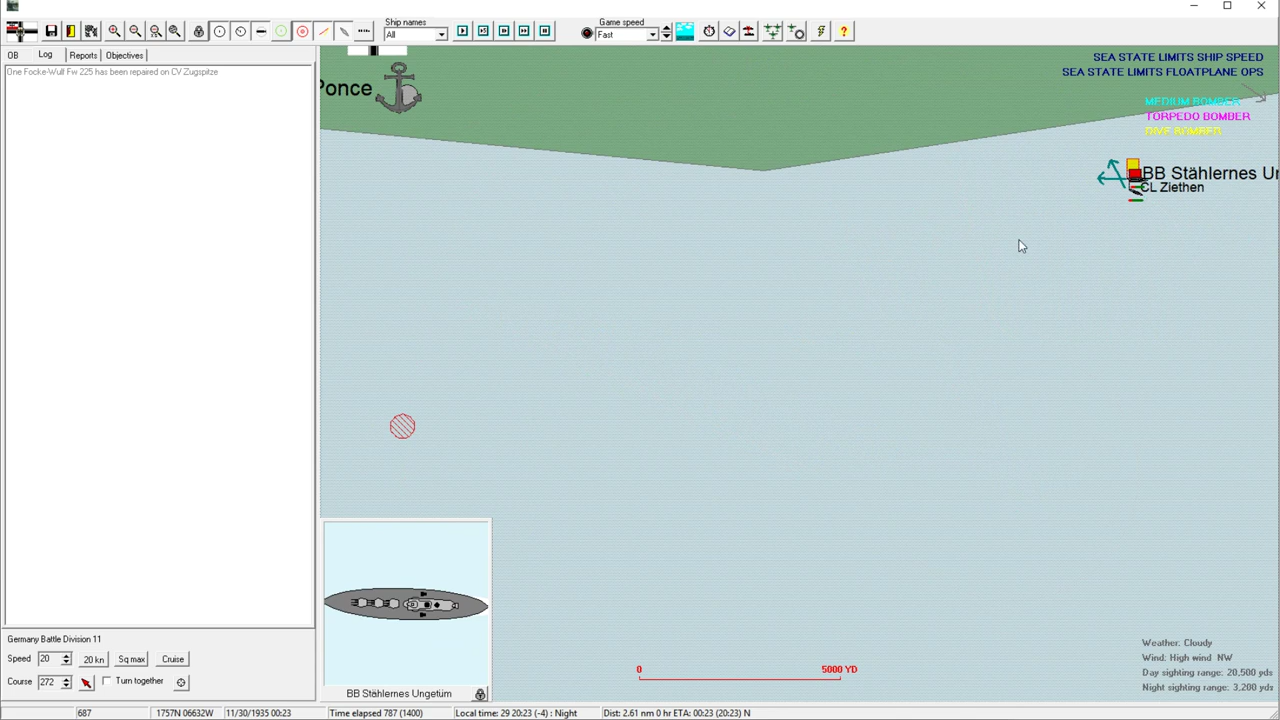 Ship names
All
Game speed
Fast
OB
Log
Reports
Objectives
One Focke-Wulf Fw 225 has been repaired on CV Zugspitze
Ponce
SEA STATE LIMITS SHIP SPEED
SEA STATE LIMITS FLOATPLANE OPS
MEDIUM BOMBER
TORPEDO BOMBER
DIVE BOMBER
BB Stählernes Un
CL Ziethen
0 5000 YD
Weather: Cloudy
Wind: High wind NW
Day sighting range: 20,500 yds
Night sighting range: 3,200 yds
BB Stählernes Ungetüm
Germany Battle Division 11
Speed 20 20 kn Sq max Cruise
Course 272 Turn together
687 1757N 06632W 11/30/1935 00:23 Time elapsed 787 (1400) Local time: 29 20:23 (-4) : Night Dist: 2.61 nm 0 hr ETA: 00:23 (20:23) N